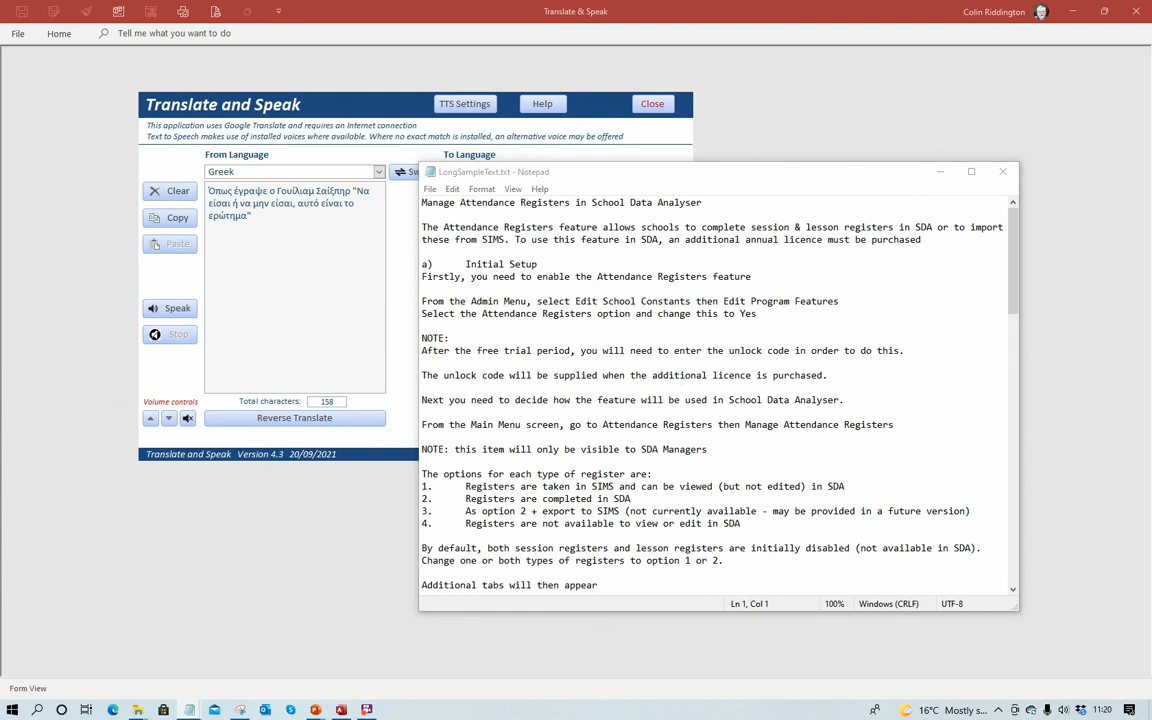 Translate & Speak
Colin Riddington
File
Home
Tell me what you want to do
Translate and Speak
TTS Settings
Help
Close
This application uses Google Translate and requires an Internet connection
Text to Speech makes use of installed voices where available. Where no exact match is installed, an alternative voice may be offered
From Language
To Language
Greek
Clear
Copy
Paste
Speak
Stop
Όπως έγραψε ο Γουίλιαμ Σαίξπηρ "Να
είσαι ή να μην είσαι, αυτό είναι το
ερώτημα"
Volume controls
Total characters:
158
Reverse Translate
Translate and Speak Version 4.3 20/09/2021
LongSampleText.txt - Notepad
File Edit Format View Help
Manage Attendance Registers in School Data Analyser
The Attendance Registers feature allows schools to complete session & lesson registers in SDA or to import
these from SIMS. To use this feature in SDA, an additional annual licence must be purchased
a) Initial Setup
Firstly, you need to enable the Attendance Registers feature
From the Admin Menu, select Edit School Constants then Edit Program Features
Select the Attendance Registers option and change this to Yes
NOTE:
After the free trial period, you will need to enter the unlock code in order to do this.
The unlock code will be supplied when the additional licence is purchased.
Next you need to decide how the feature will be used in School Data Analyser.
From the Main Menu screen, go to Attendance Registers then Manage Attendance Registers
NOTE: this item will only be visible to SDA Managers
The options for each type of register are:
1. Registers are taken in SIMS and can be viewed (but not edited) in SDA
2. Registers are completed in SDA
3. As option 2 + export to SIMS (not currently available - may be provided in a future version)
4. Registers are not available to view or edit in SDA
By default, both session registers and lesson registers are initially disabled (not available in SDA).
Change one or both types of registers to option 1 or 2.
Additional tabs will then appear
Ln 1, Col 1
100%
Windows (CRLF)
UTF-8
Form View
16°C Mostly s...
11:20